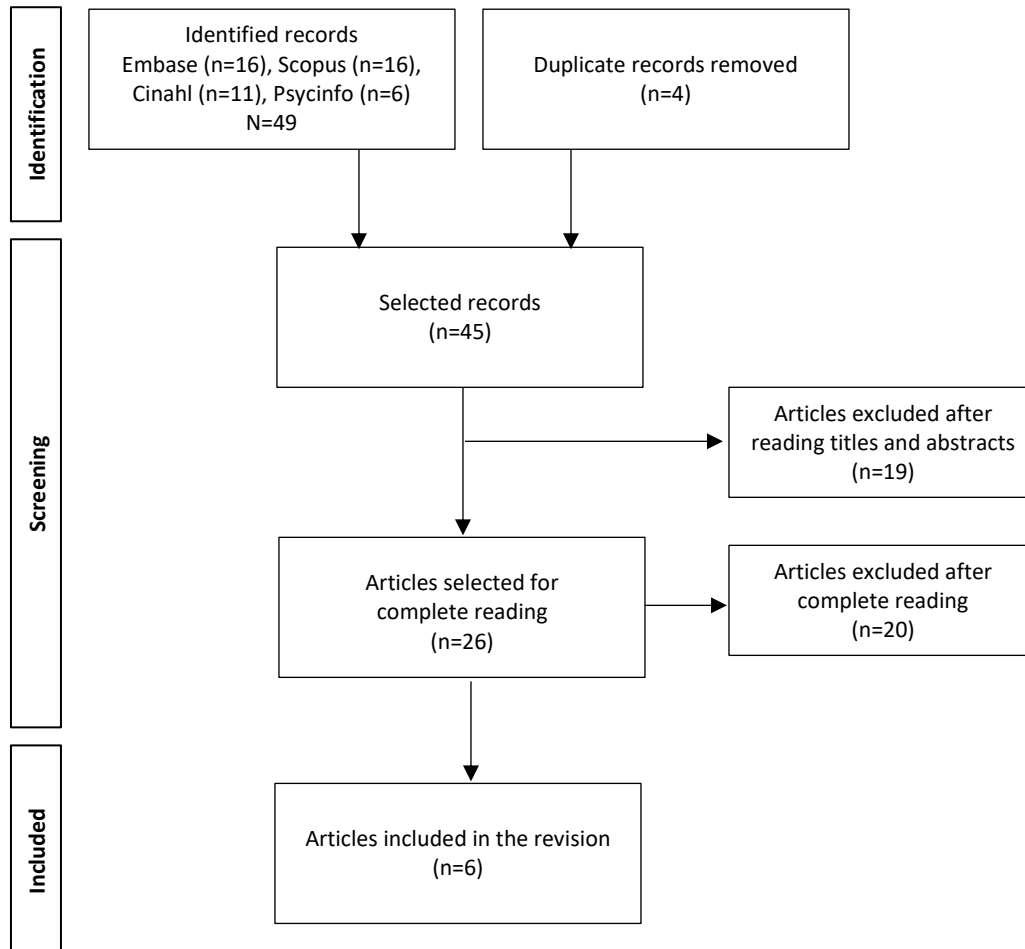 Identification
Identified records
Embase (n=16), Scopus (n=16),
Cinahl (n=11), Psycinfo (n=6)
N=49
Duplicate records removed
(n=4)
Screening
Selected records
(n=45)
Articles excluded after
reading titles and abstracts
(n=19)
Articles selected for
complete reading
(n=26)
Articles excluded after
complete reading
(n=20)
Included
Articles included in the revision
(n=6)